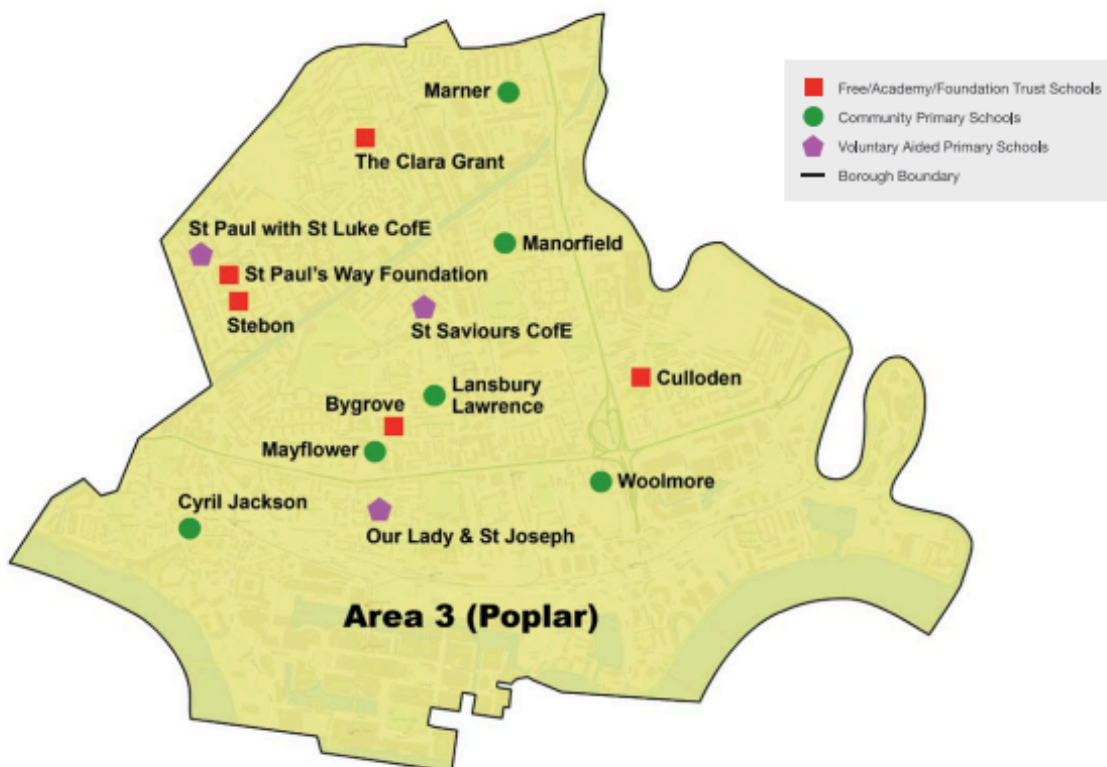 Marner
The Clara Grant
St Paul with St Luke CofE
Manorfield
St Paul's Way Foundation
Stebon
St Saviours CofE
Culloden
Lansbury
Lawrence
Bygrove
Mayflower
Woolmore
Cyril Jackson
Our Lady & St Joseph
Area 3 (Poplar)
Free/Academy/Foundation Trust Schools
Community Primary Schools
Voluntary Aided Primary Schools
Borough Boundary